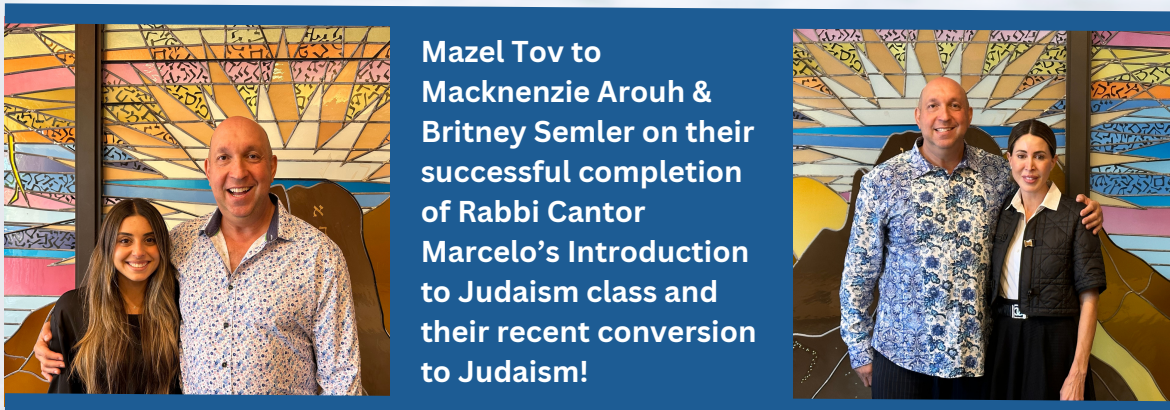 Mazel Tov to
Macknenzie Arouh &
Britney Semler on their
successful completion
of Rabbi Cantor
Marcelo’s Introduction
to Judaism class and
their recent conversion
to Judaism!
א